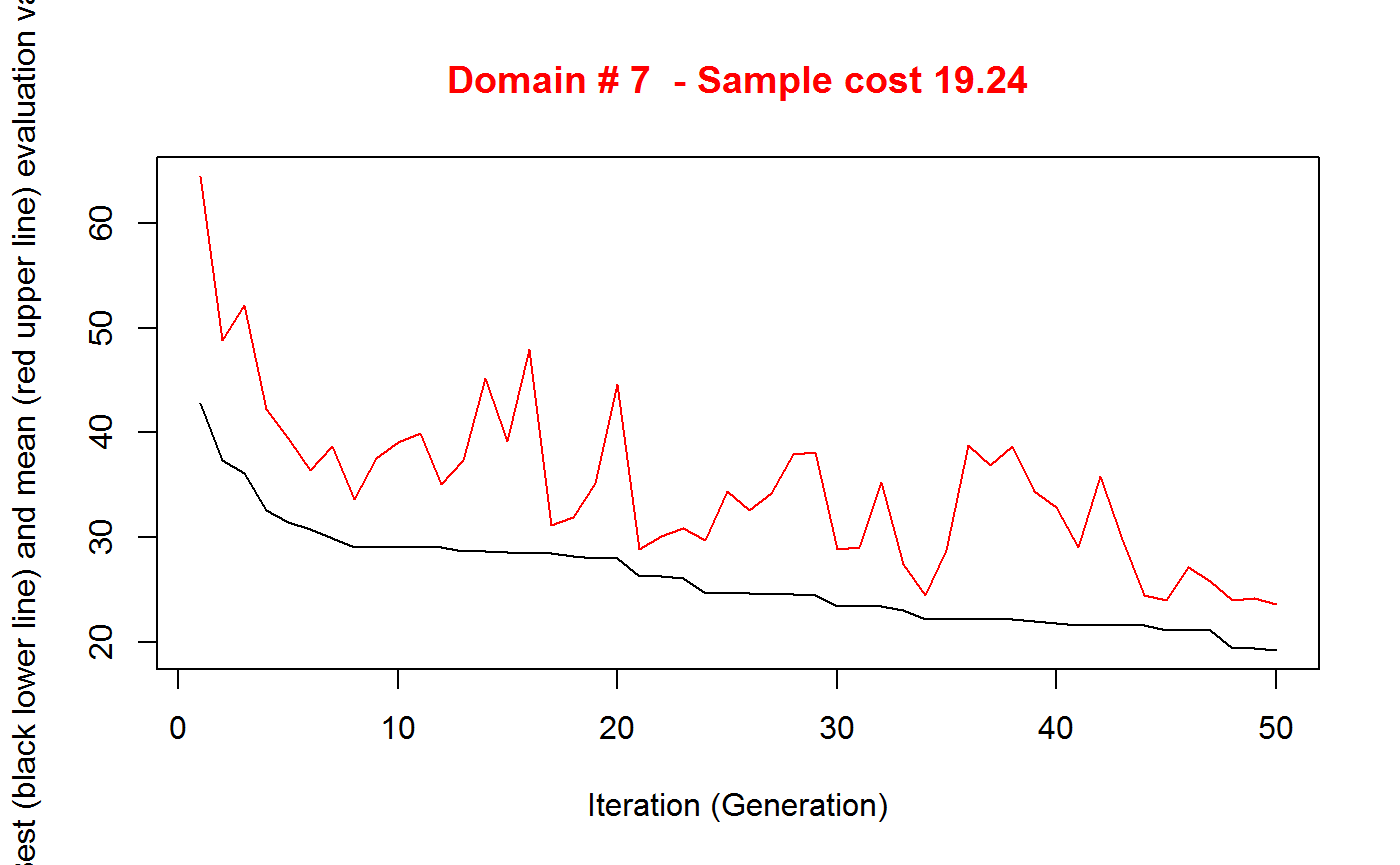 Domain # 7 - Sample cost 19.24
(black lower line) and mean (red upper line) evaluation
60
50
40
30
20
0 10 20 30 40 50
Iteration (Generation)